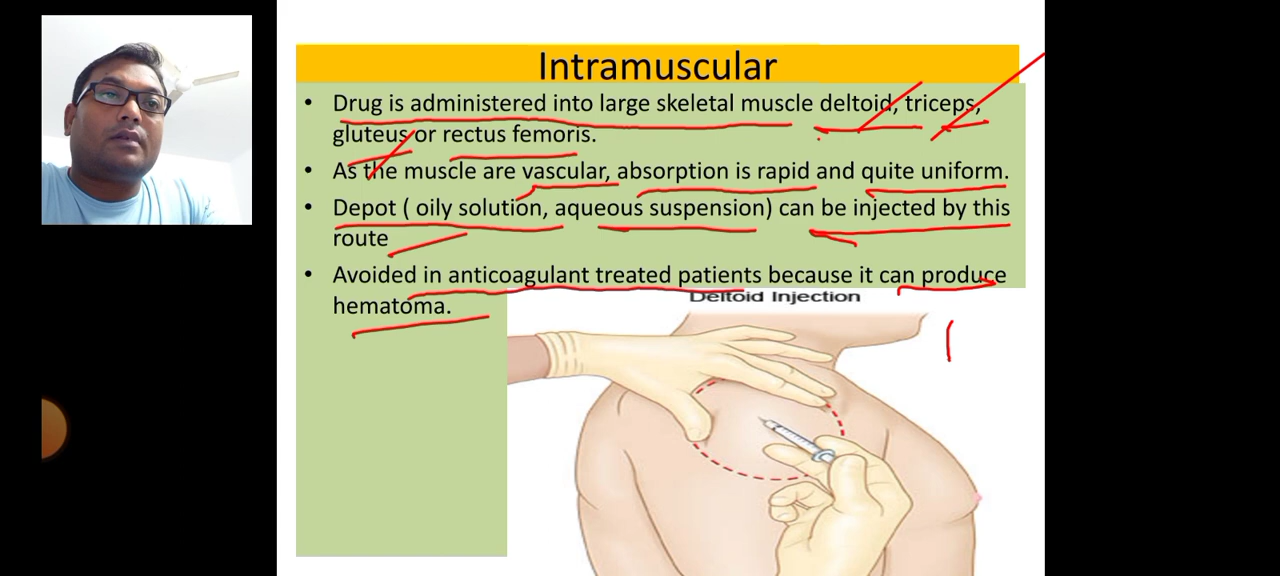 Intramuscular
• Drug is administered into large skeletal muscle deltoid, triceps,
gluteus or rectus femoris.
• As the muscle are vascular, absorption is rapid and quite uniform.
• Depot ( oily solution, aqueous suspension) can be injected by this
route
• Avoided in anticoagulant treated patients because it can produce
hematoma.
Deltoid Injection